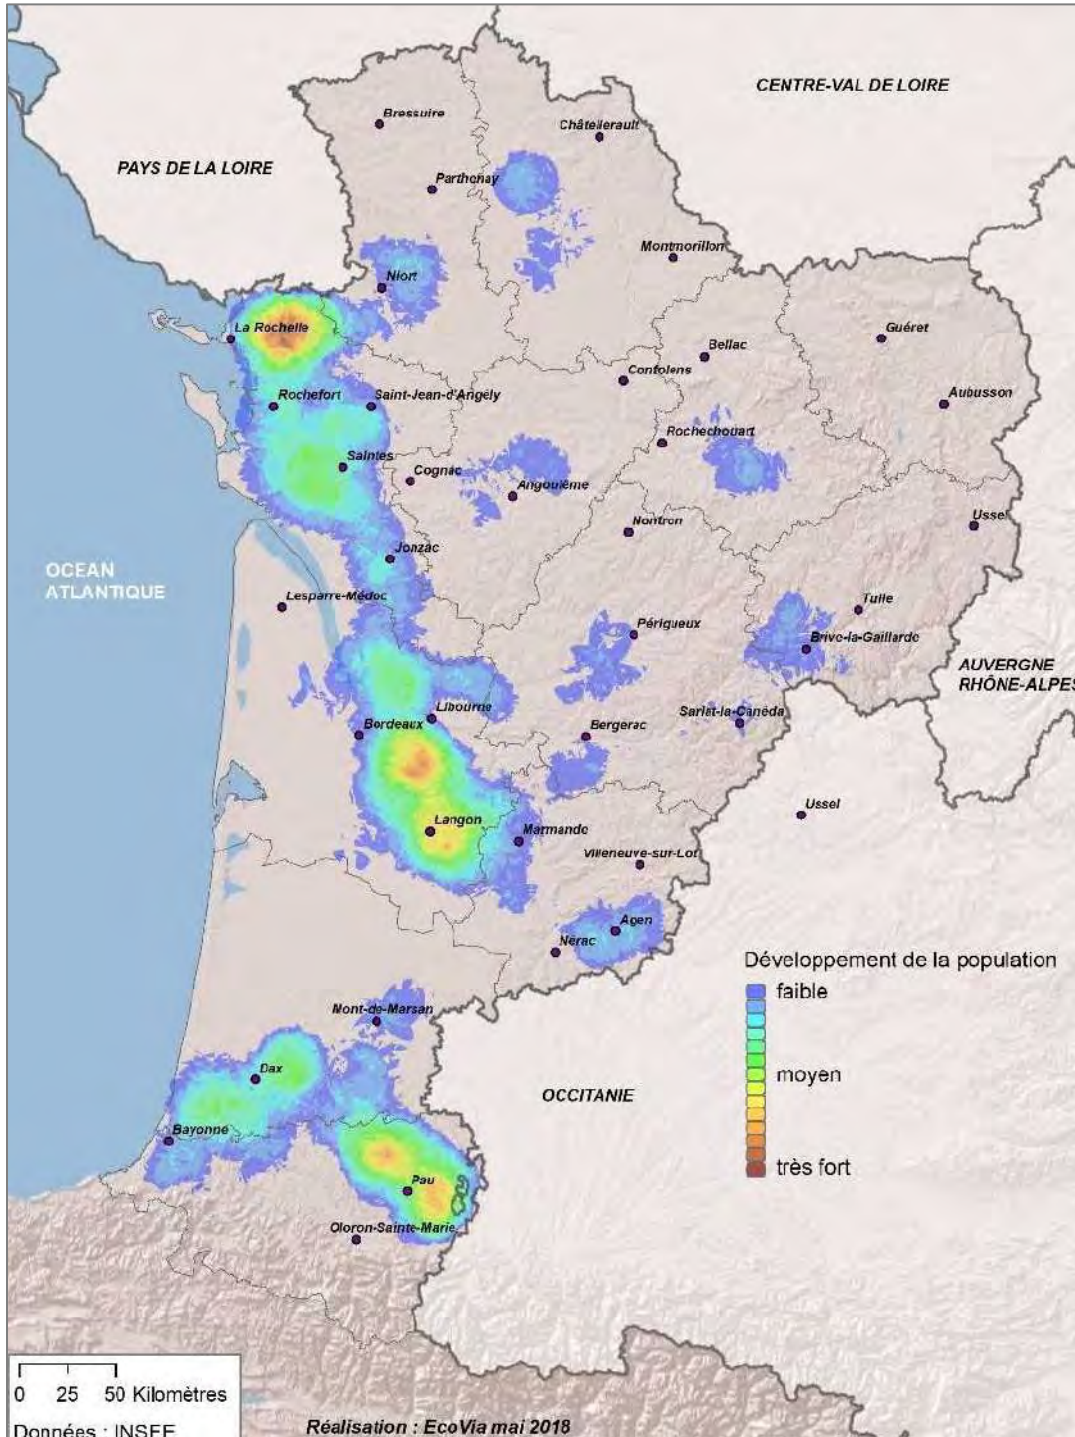 CENTRE-VAL DE LOIRE
Bressuire
Châtellerault
PAYS DE LA LOIRE
Parthenay
Montmorillon
Niort
La Rochelle
Guéret
Bellac
Confolens
Aubusson
Rochefort
Saint-Jean-d'Angély
Rochechouart
Saintes
Cognac
Angoulême
Ussel
Nontron
Jonzac
OCEAN
ATLANTIQUE
Lesparre-Médoc
Tulle
Périgueux
Brive-la-Gaillarde
AUVERGNE
RHÔNE-ALPES
Libourne
Sarlat-la-Canéda
Bordeaux
Bergerac
Ussel
Langon
Marmande
Villeneuve-sur-Lot
Agen
Nérac
Développement de la population
faible
Mont-de-Marsan
Dax
moyen
OCCITANIE
Bayonne
très fort
Pau
Oloron-Sainte-Marie
0 25 50 Kilomètres
Données : INSEE
Réalisation : EcoVia mai 2018